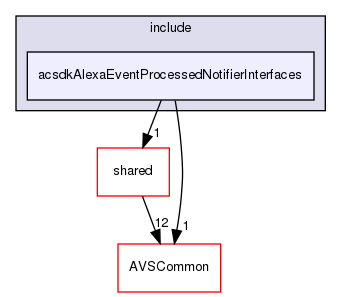 include
acsdkAlexaEventProcessedNotifierInterfaces
1
shared
12
1
AVSCommon